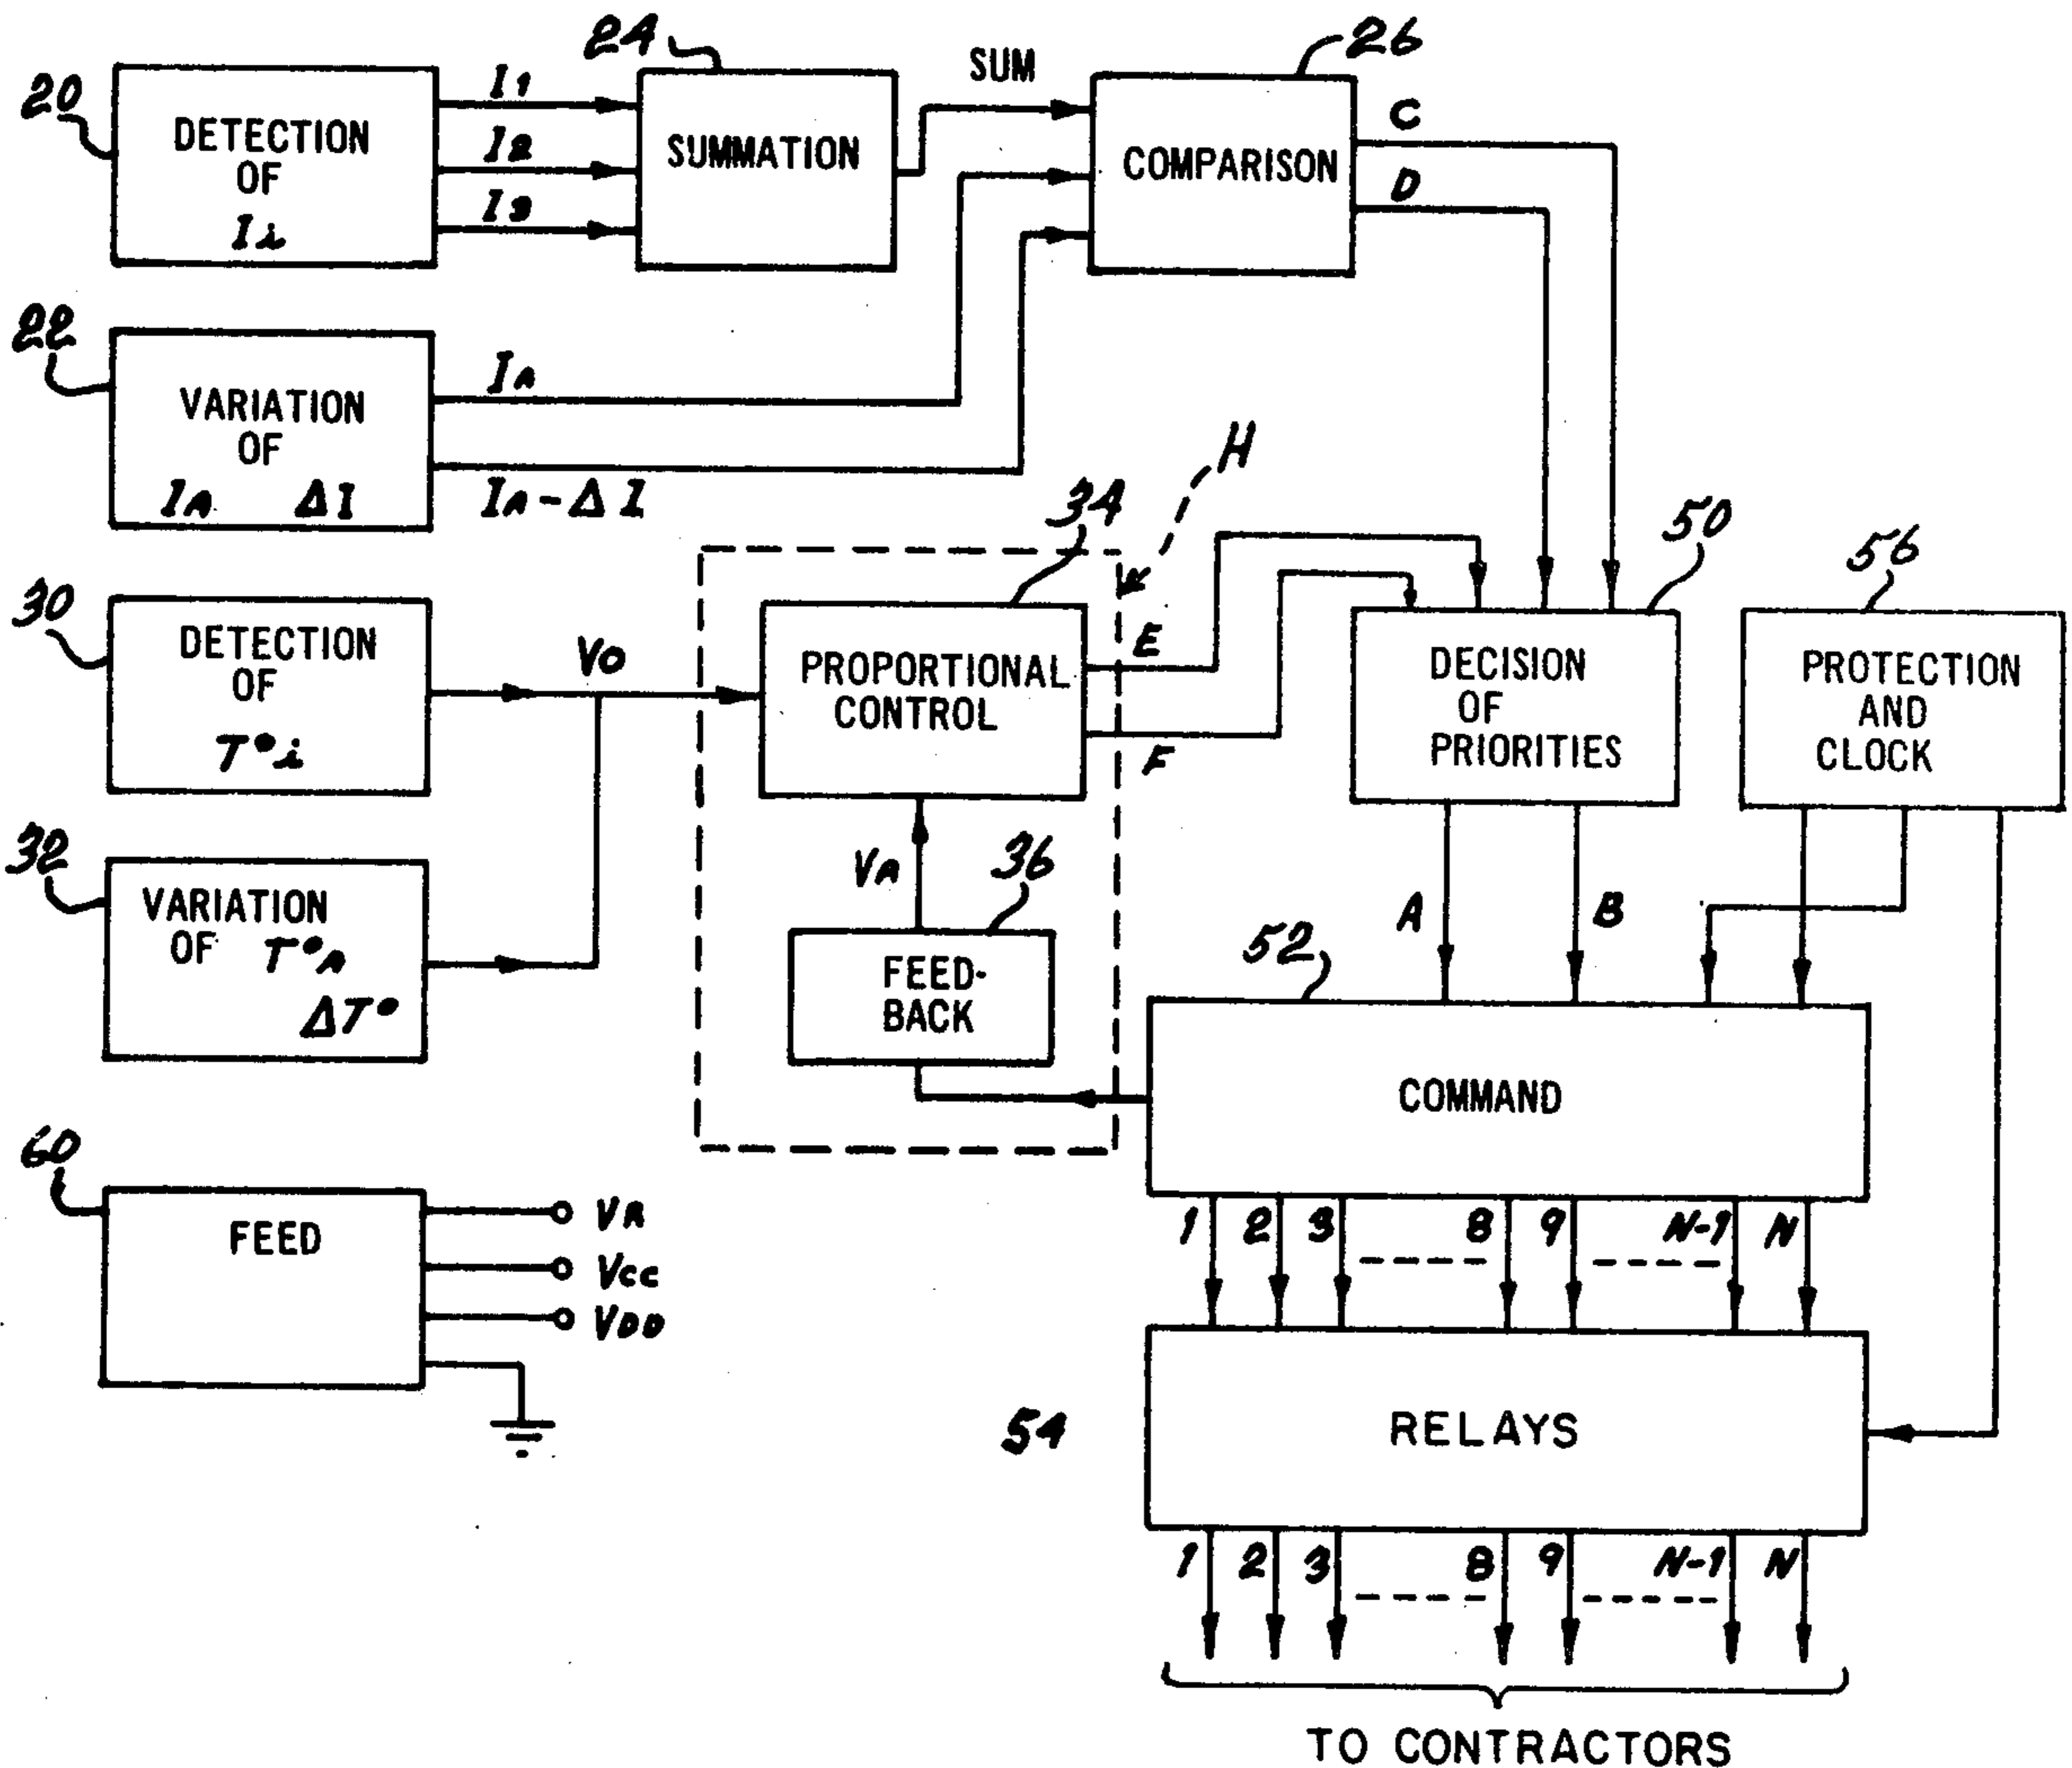 20
DETECTION
OF
Ii
I1
I2
I3
24
SUMMATION
SUM
26
COMPARISON
C
D
22
VARIATION
OF
IA ΔI
IA
IA-ΔI
H
30
DETECTION
OF
T°i
VO
34
PROPORTIONAL
CONTROL
E
F
50
DECISION
OF
PRIORITIES
56
PROTECTION
AND
CLOCK
32
VARIATION
OF T°A
ΔT°
VA
36
FEED-
BACK
A
B
52
COMMAND
60
FEED
VR
VCC
VDD
1 2 3 8 9 N-1 N
54
RELAYS
1 2 3 8 9 N-1 N
TO CONTRACTORS